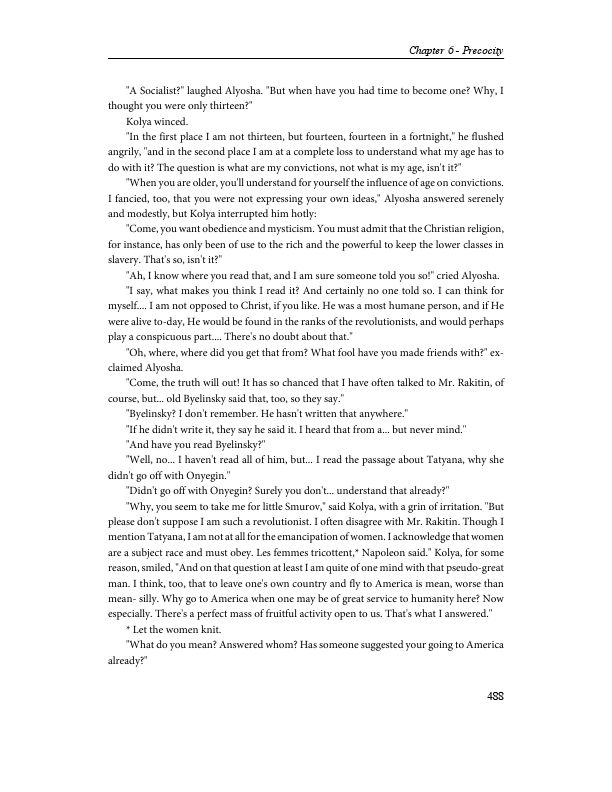 Chapter 6 - Precocity
"A Socialist?" laughed Alyosha. "But when have you had time to become one? Why, I
thought you were only thirteen?"
Kolya winced.
"In the first place I am not thirteen, but fourteen, fourteen in a fortnight," he flushed
angrily, "and in the second place I am at a complete loss to understand what my age has to
do with it? The question is what are my convictions, not what is my age, isn't it?"
"When you are older, you'll understand for yourself the influence of age on convictions.
I fancied, too, that you were not expressing your own ideas," Alyosha answered serenely
and modestly, but Kolya interrupted him hotly:
"Come, you want obedience and mysticism. You must admit that the Christian religion,
for instance, has only been of use to the rich and the powerful to keep the lower classes in
slavery. That's so, isn't it?"
"Ah, I know where you read that, and I am sure someone told you so!" cried Alyosha.
"I say, what makes you think I read it? And certainly no one told so. I can think for
myself.... I am not opposed to Christ, if you like. He was a most humane person, and if He
were alive to-day, He would be found in the ranks of the revolutionists, and would perhaps
play a conspicuous part.... There's no doubt about that."
"Oh, where, where did you get that from? What fool have you made friends with?" ex-
claimed Alyosha.
"Come, the truth will out! It has so chanced that I have often talked to Mr. Rakitin, of
course, but... old Byelinsky said that, too, so they say."
"Byelinsky? I don't remember. He hasn't written that anywhere."
"If he didn't write it, they say he said it. I heard that from a... but never mind."
"And have you read Byelinsky?"
"Well, no... I haven't read all of him, but... I read the passage about Tatyana, why she
didn't go off with Onyegin."
"Didn't go off with Onyegin? Surely you don't... understand that already?"
"Why, you seem to take me for little Smurov," said Kolya, with a grin of irritation. "But
please don't suppose I am such a revolutionist. I often disagree with Mr. Rakitin. Though I
mention Tatyana, I am not at all for the emancipation of women. I acknowledge that women
are a subject race and must obey. Les femmes tricottent,* Napoleon said." Kolya, for some
reason, smiled, "And on that question at least I am quite of one mind with that pseudo-great
man. I think, too, that to leave one's own country and fly to America is mean, worse than
mean- silly. Why go to America when one may be of great service to humanity here? Now
especially. There's a perfect mass of fruitful activity open to us. That's what I answered."
* Let the women knit.
"What do you mean? Answered whom? Has someone suggested your going to America
already?"
488